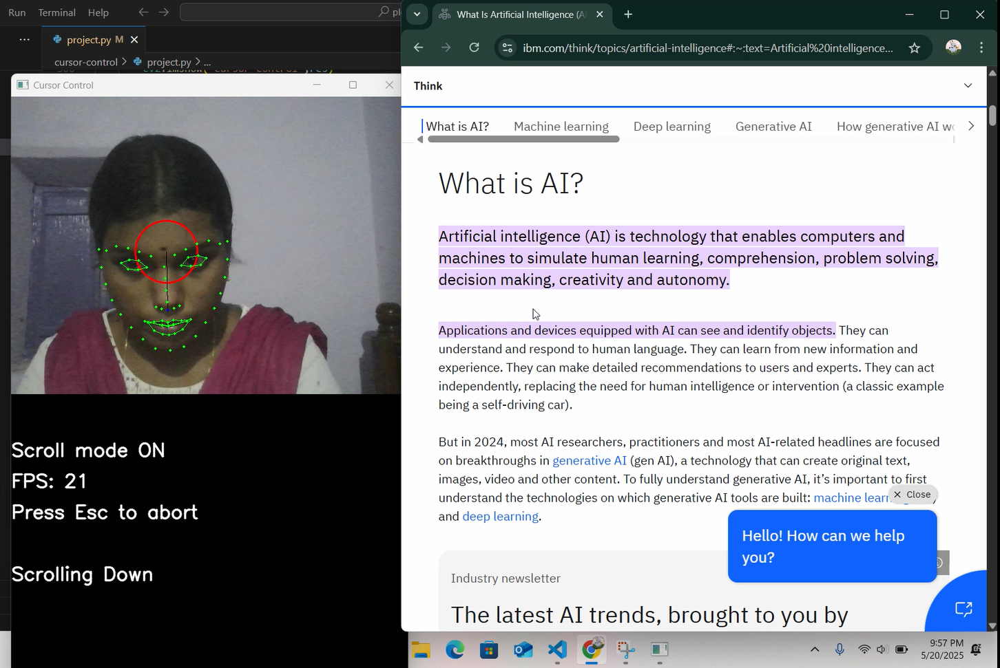 Run Terminal Help
project.py M
cursor-control > project.py > ...
Cursor Control
Scroll mode ON
FPS: 21
Press Esc to abort
Scrolling Down
What Is Artificial Intelligence (A
ibm.com/think/topics/artificial-intelligence#:~:text=Artificial%20intelligence...
Think
What is AI? Machine learning Deep learning Generative AI How generative AI
What is AI?
Artificial intelligence (AI) is technology that enables computers and
machines to simulate human learning, comprehension, problem solving,
decision making, creativity and autonomy.
Applications and devices equipped with AI can see and identify objects. They can
understand and respond to human language. They can learn from new information and
experience. They can make detailed recommendations to users and experts. They can act
independently, replacing the need for human intelligence or intervention (a classic example
being a self-driving car).
But in 2024, most AI researchers, practitioners and most AI-related headlines are focused
on breakthroughs in generative AI (gen AI), a technology that can create original text,
images, video and other content. To fully understand generative AI, it’s important to first
understand the technologies on which generative AI tools are built: machine
and deep learning.
Close
Hello! How can we help
you?
Industry newsletter
The latest AI trends, brought to you by
9:57 PM
5/20/2025